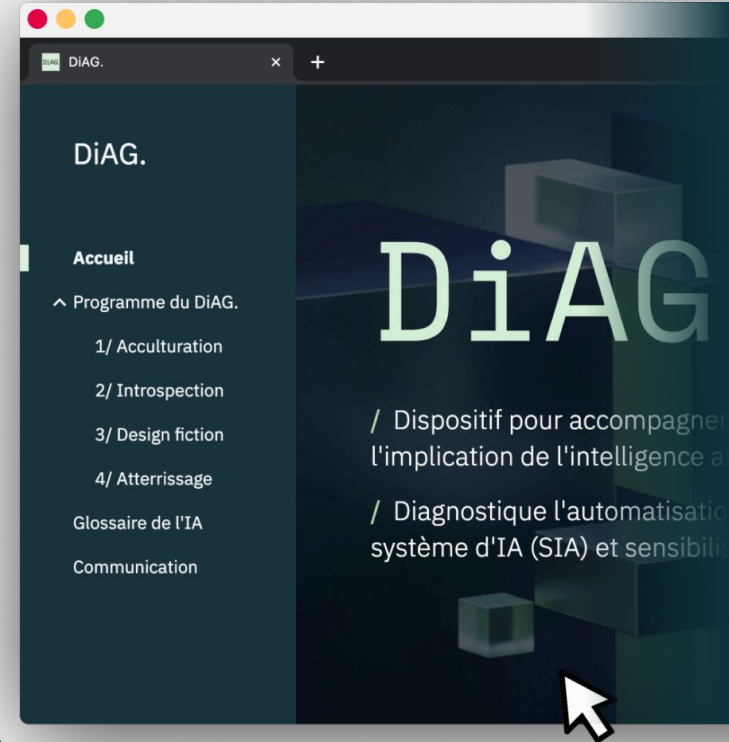 DiAG.
DiAG.
Accueil
Programme du DiAG.
1/ Acculturation
2/ Introspection
3/ Design fiction
4/ Atterrissage
Glossaire de l'IA
Communication
DiAG
/ Dispositif pour accompagner
l'implication de l'intelligence
/ Diagnostique l'automatisatio
système d'IA (SIA) et sensibilis